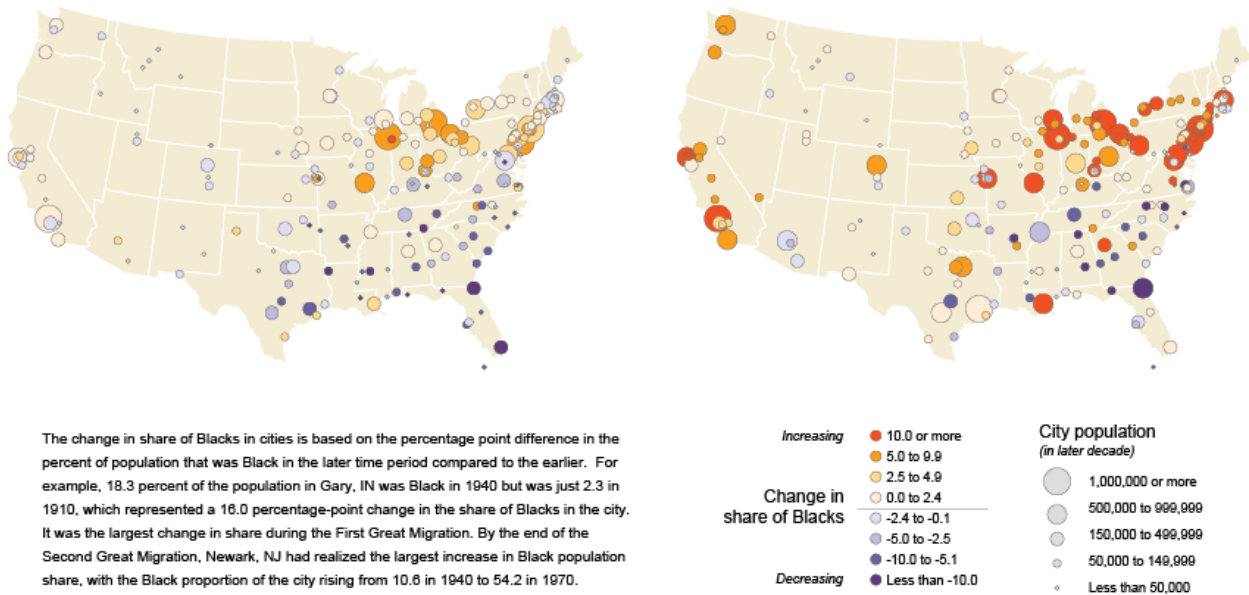 The change in share of Blacks in cities is based on the percentage point difference in the
percent of population that was Black in the later time period compared to the earlier. For
example, 18.3 percent of the population in Gary, IN was Black in 1940 but was just 2.3 in
1910, which represented a 16.0 percentage-point change in the share of Blacks in the city.
It was the largest change in share during the First Great Migration. By the end of the
Second Great Migration, Newark, NJ had realized the largest increase in Black population
share, with the Black proportion of the city rising from 10.6 in 1940 to 54.2 in 1970.
Change in
share of Blacks
Increasing
10.0 or more
5.0 to 9.9
2.5 to 4.9
0.0 to 2.4
-2.4 to -0.1
-5.0 to -2.5
-10.0 to -5.1
Decreasing
Less than -10.0
City population
(in later decade)
1,000,000 or more
500,000 to 999,999
150,000 to 499,999
50,000 to 149,999
Less than 50,000